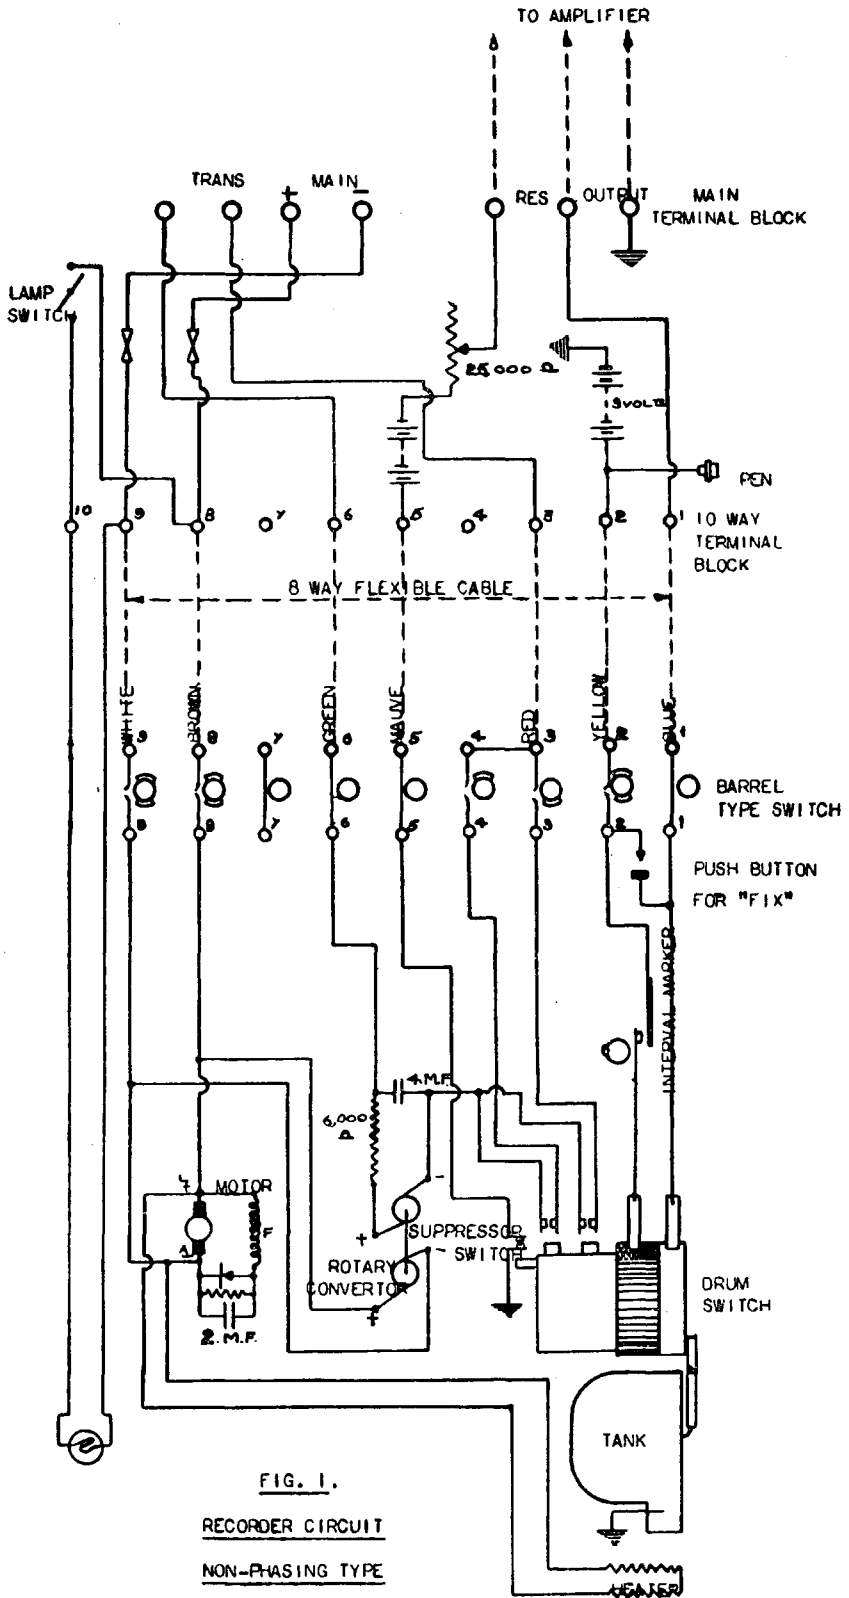 TO AMPLIFIER
TRANS + MAIN -
RES OUTPUT MAIN
TERMINAL BLOCK
LAMP
SWITCH
25,000 Ω
9 VOLTS
PEN
10 9 8 7 6 5 4 3 2 1
10 WAY
TERMINAL
BLOCK
8 WAY FLEXIBLE CABLE
WHITE BROWN GREEN MAUVE RED YELLOW BLUE
9 8 7 6 5 4 3 2 1
BARREL
TYPE SWITCH
7 6 5 4 3 2 1
PUSH BUTTON
FOR "FIX"
INTERVAL MARKER
4.M.F.
6,000
Ω
MOTOR
F
+ -
SUPPRESSOR
SWITCH
ROTARY
CONVERTOR
+ -
2.M.F.
DRUM
SWITCH
TANK
HEATER
FIG. 1.
RECORDER CIRCUIT
NON-PHASING TYPE